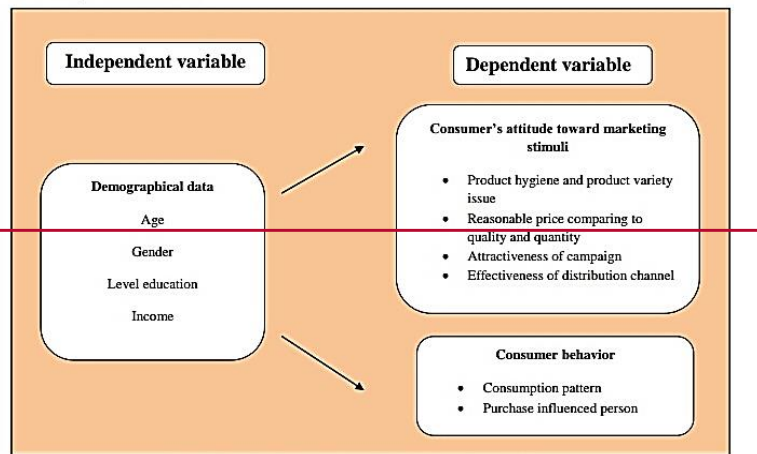 Independent variable
Dependent variable
Demographical data
Age
Gender
Level education
Income
Consumer's attitude toward marketing
stimuli
• Product hygiene and product variety
issue
• Reasonable price comparing to
quality and quantity
• Attractiveness of campaign
• Effectiveness of distribution channel
Consumer behavior
• Consumption pattern
• Purchase influenced person